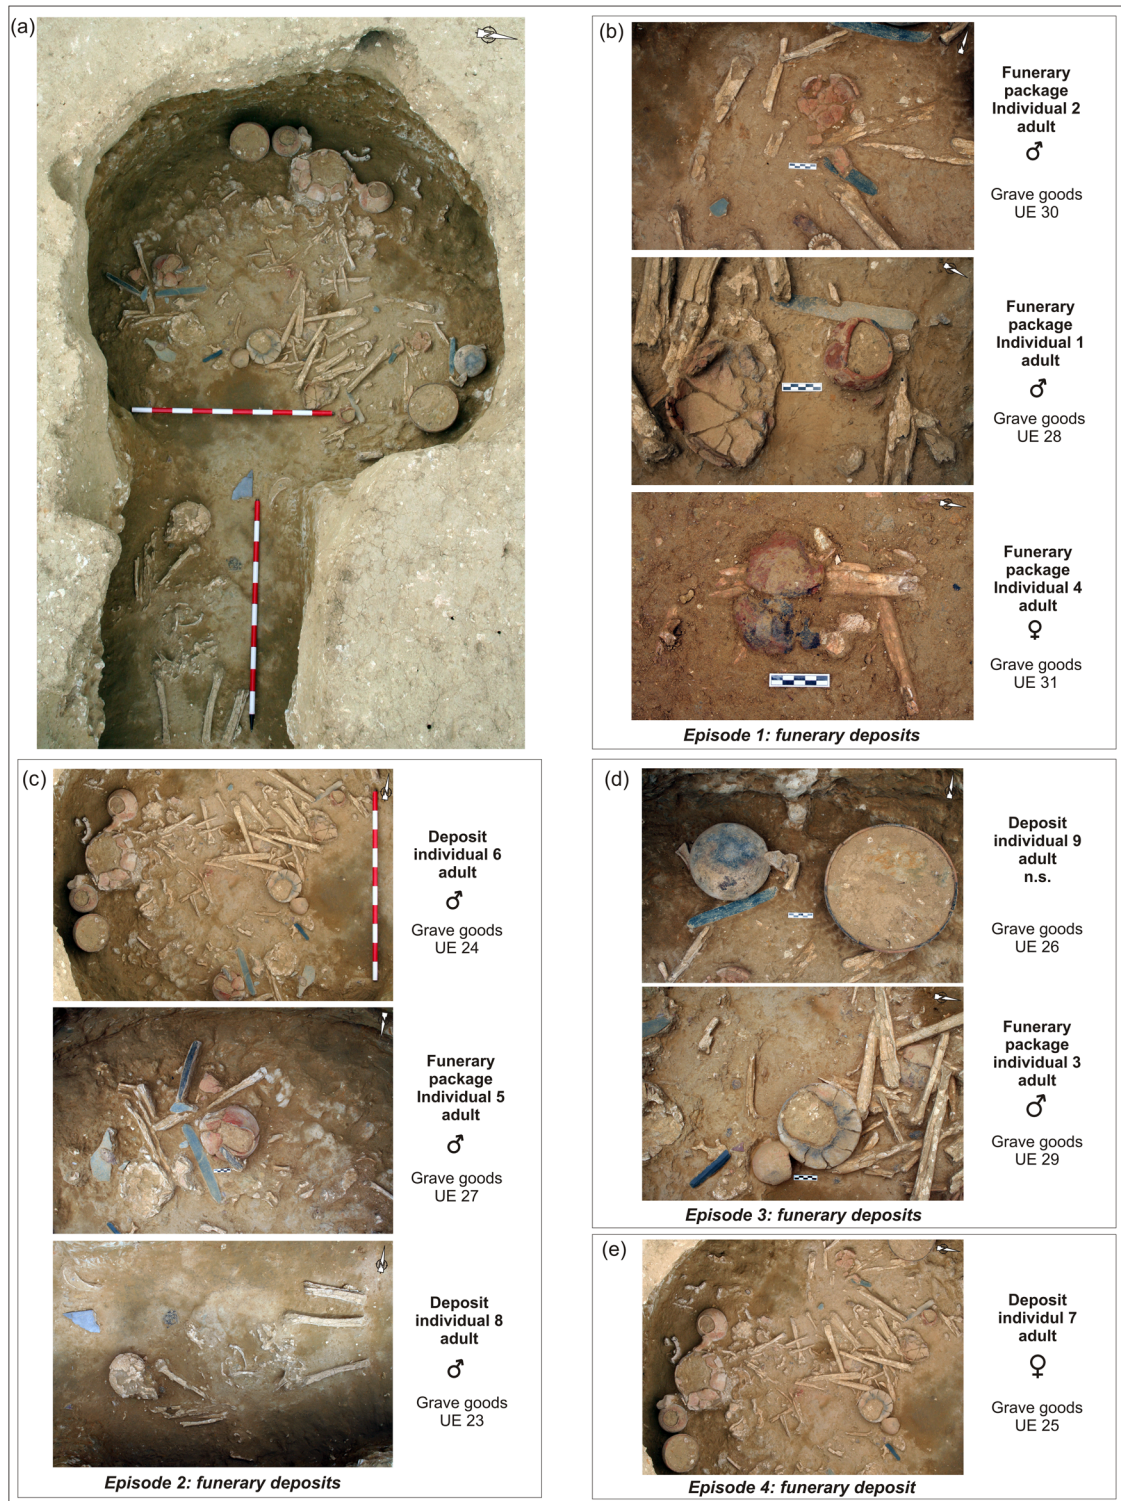 (a)
(b)
Funerary
package
Individual 2
adult
♂
Grave goods
UE 30
Funerary
package
Individual 1
adult
♂
Grave goods
UE 28
Funerary
package
Individual 4
adult
♀
Grave goods
UE 31
Episode 1: funerary deposits
(c)
Deposit
individual 6
adult
♂
Grave goods
UE 24
Funerary
package
Individual 5
adult
♂
Grave goods
UE 27
Deposit
individual 8
adult
♂
Grave goods
UE 23
Episode 2: funerary deposits
(d)
Deposit
individual 9
adult
n.s.
Grave goods
UE 26
Funerary
package
individual 3
adult
♂
Grave goods
UE 29
Episode 3: funerary deposits
(e)
Deposit
individul 7
adult
♀
Grave goods
UE 25
Episode 4: funerary deposit